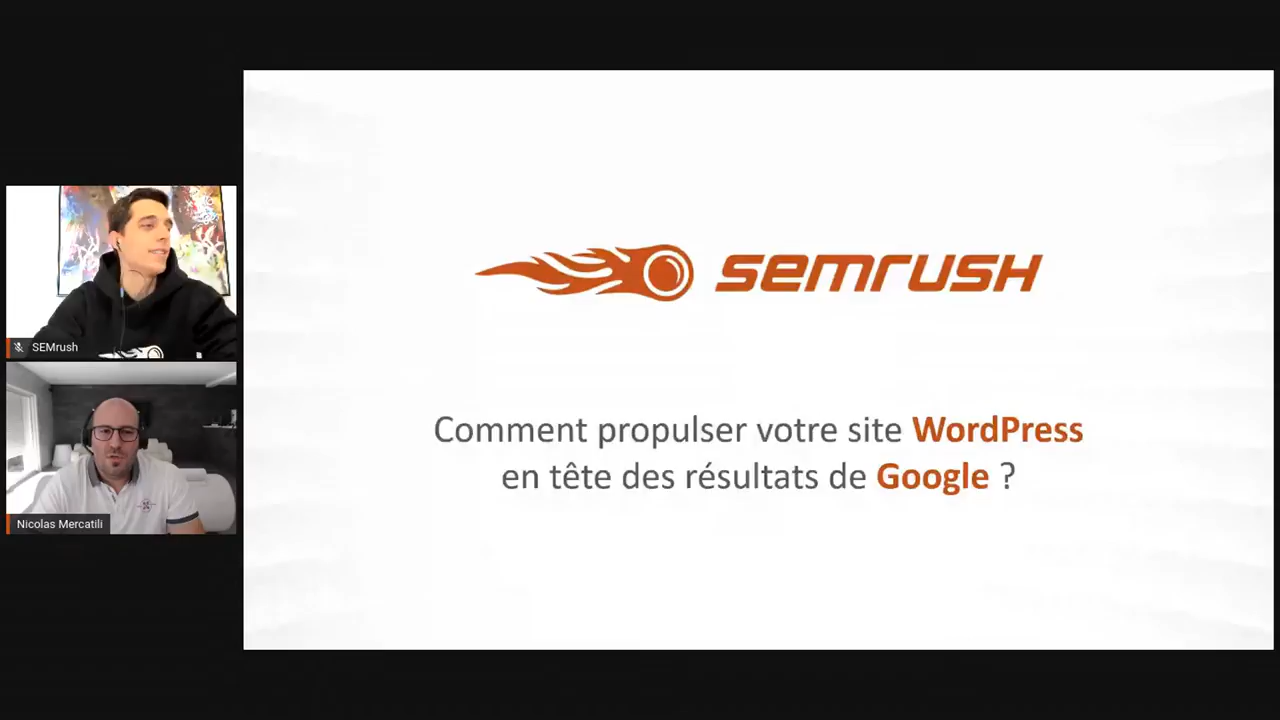 SEMRUSH
Comment propulser votre site WordPress
en tête des résultats de Google ?
SEMrush
Nicolas Mercatili